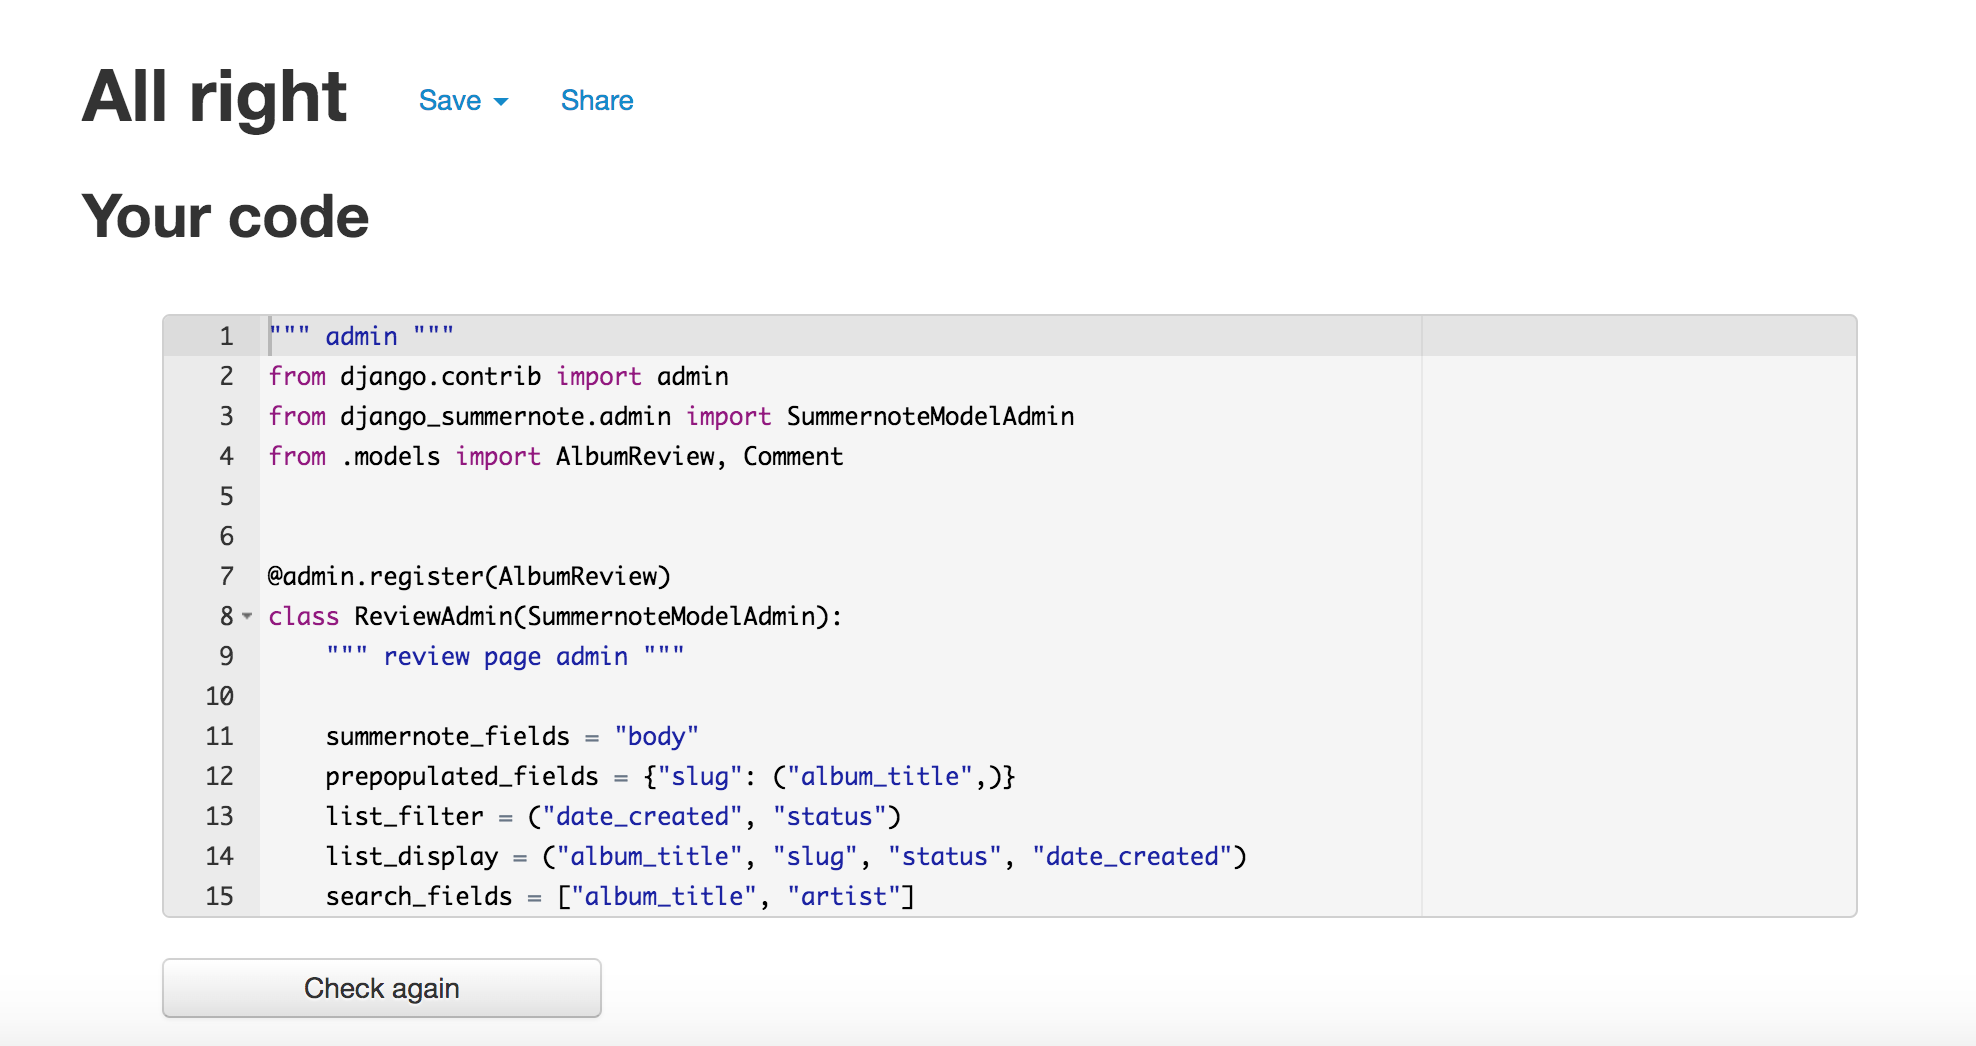 All right
Save
Share
Your code
1 """ admin """
2 from django.contrib import admin
3 from django_summernote.admin import SummernoteModelAdmin
4 from .models import AlbumReview, Comment
5
6
7 @admin.register(AlbumReview)
8 class ReviewAdmin(SummernoteModelAdmin):
9     """ review page admin """
10
11     summernote_fields = "body"
12     prepopulated_fields = {"slug": ("album_title",)}
13     list_filter = ("date_created", "status")
14     list_display = ("album_title", "slug", "status", "date_created")
15     search_fields = ["album_title", "artist"]
Check again